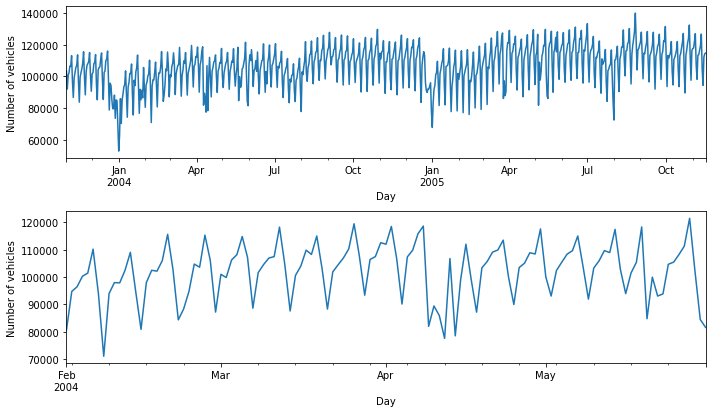 140000
120000
100000
80000
60000
Number of vehicles
Jan Apr Jul Oct Jan Apr Jul Oct
2004 2005
Day
120000
110000
100000
90000
80000
70000
Number of vehicles
Feb Mar Apr May
2004
Day